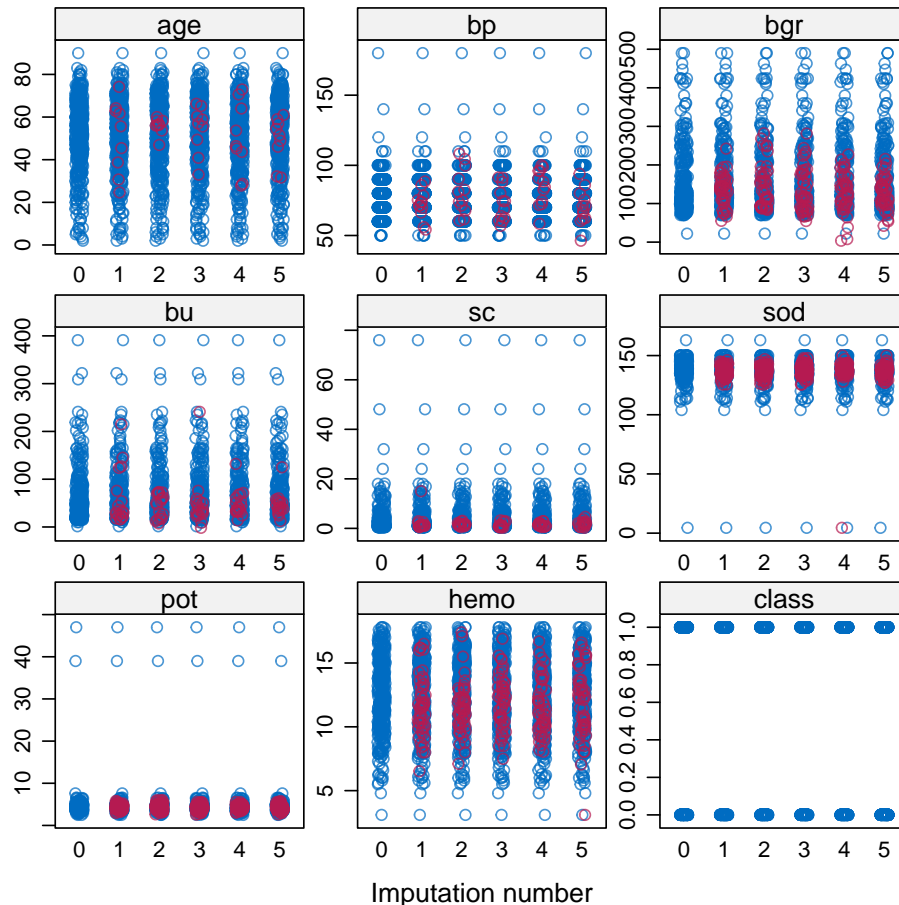 age bp bgr
0 20 40 60 80
50 100 150
0 100 200 300 400 500
0 1 2 3 4 5 0 1 2 3 4 5 0 1 2 3 4 5
bu sc sod
0 100 200 300 400
0 20 40 60
0 50 100 150
0 1 2 3 4 5 0 1 2 3 4 5 0 1 2 3 4 5
pot hemo class
10 20 30 40
5 10 15
0.0 0.2 0.4 0.6 0.8 1.0
0 1 2 3 4 5 0 1 2 3 4 5 0 1 2 3 4 5
Imputation number